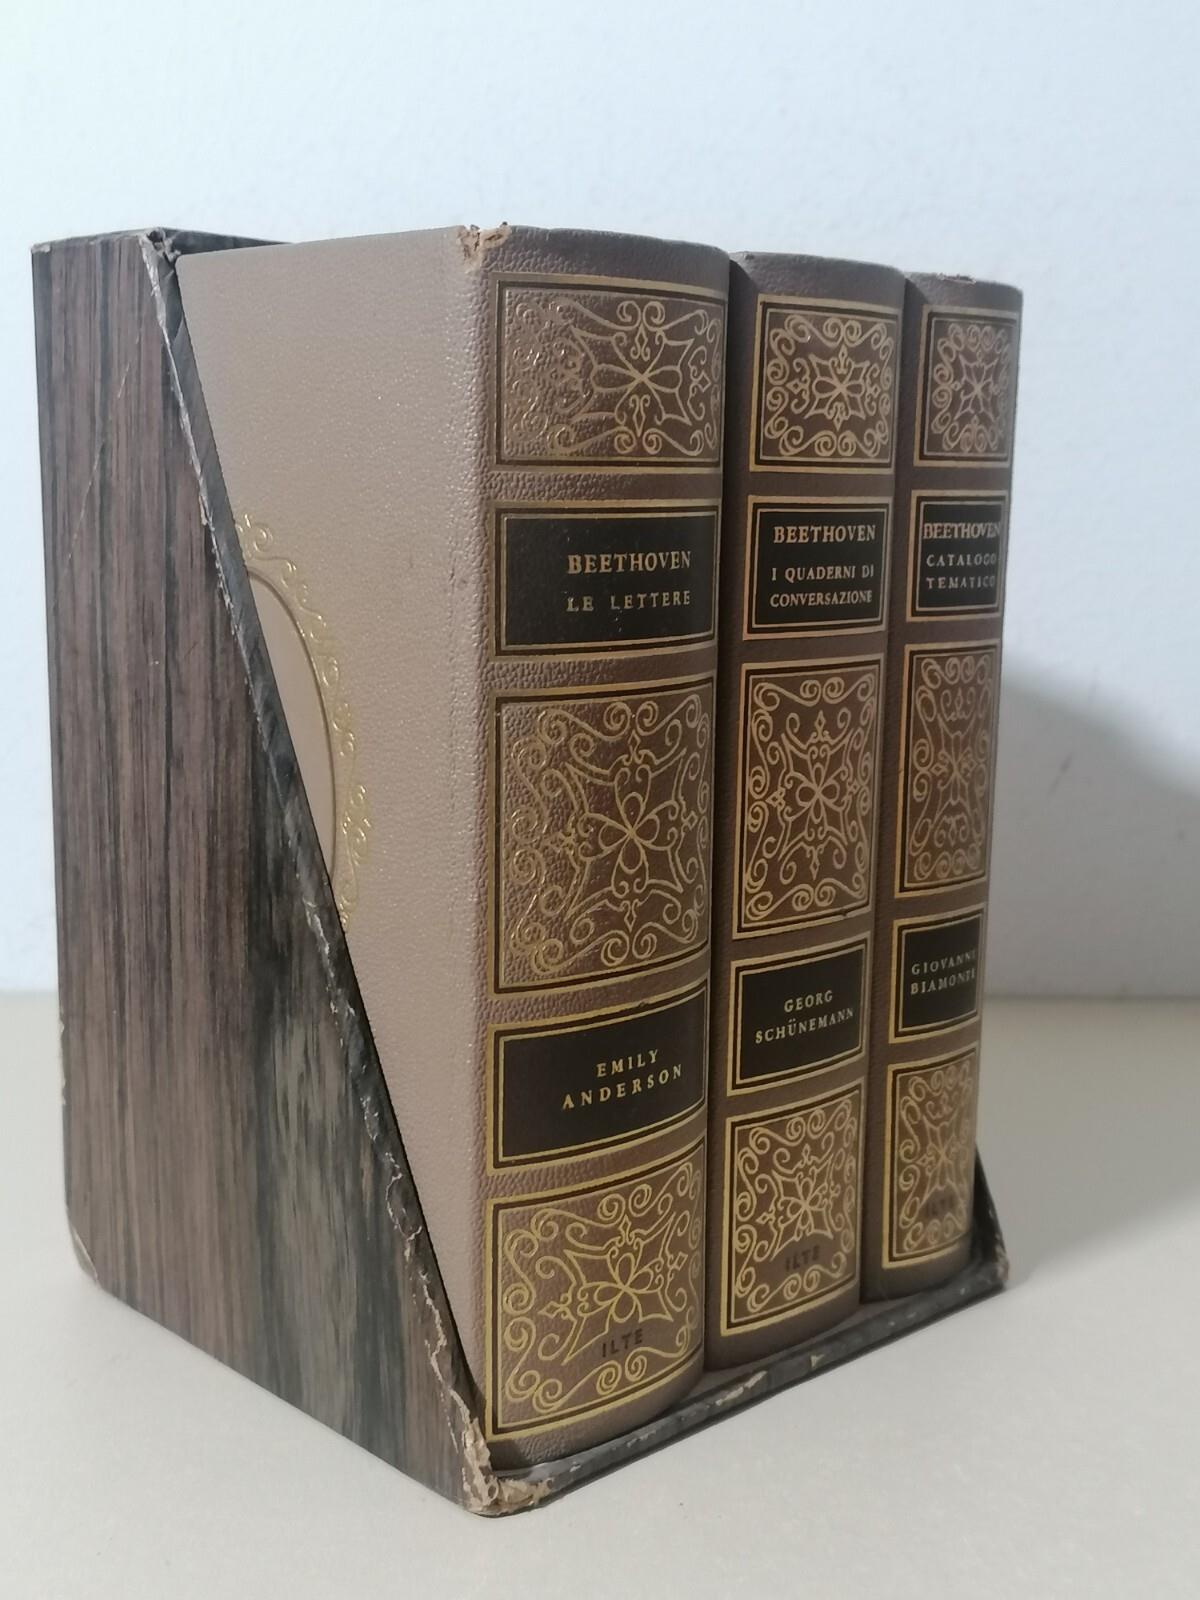 BEETHOVEN
LE LETTERE
EMILY
ANDERSON
ILTE
BEETHOVEN
I QUADERNI DI
CONVERSAZIONE
GEORG
SCHÜNEMANN
ILTE
BEETHOVEN
CATALOGO
TEMATICO
GIOVANNI
BIAMONTI
ILTE